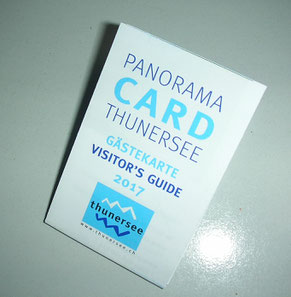 PANORAMA
CARD
THUNERSEE
GÄSTEKARTE
VISITOR'S GUIDE
2017
thunersee
www.thunersee.ch